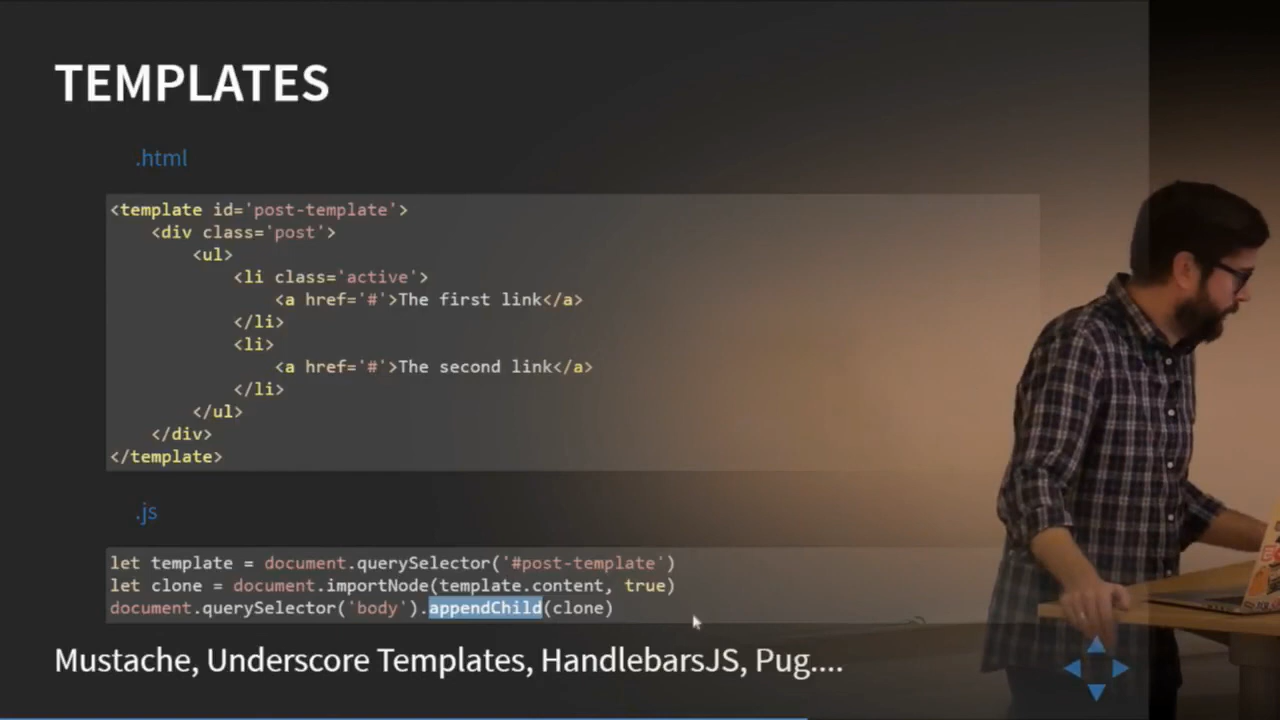 TEMPLATES
.html
<template id='post-template'>
    <div class='post'>
        <ul>
            <li class='active'>
                <a href='#'>The first link</a>
            </li>
            <li>
                <a href='#'>The second link</a>
            </li>
        </ul>
    </div>
</template>
.js
let template = document.querySelector('#post-template')
let clone = document.importNode(template.content, true)
document.querySelector('body').appendChild(clone)
Mustache, Underscore Templates, HandlebarsJS, Pug....